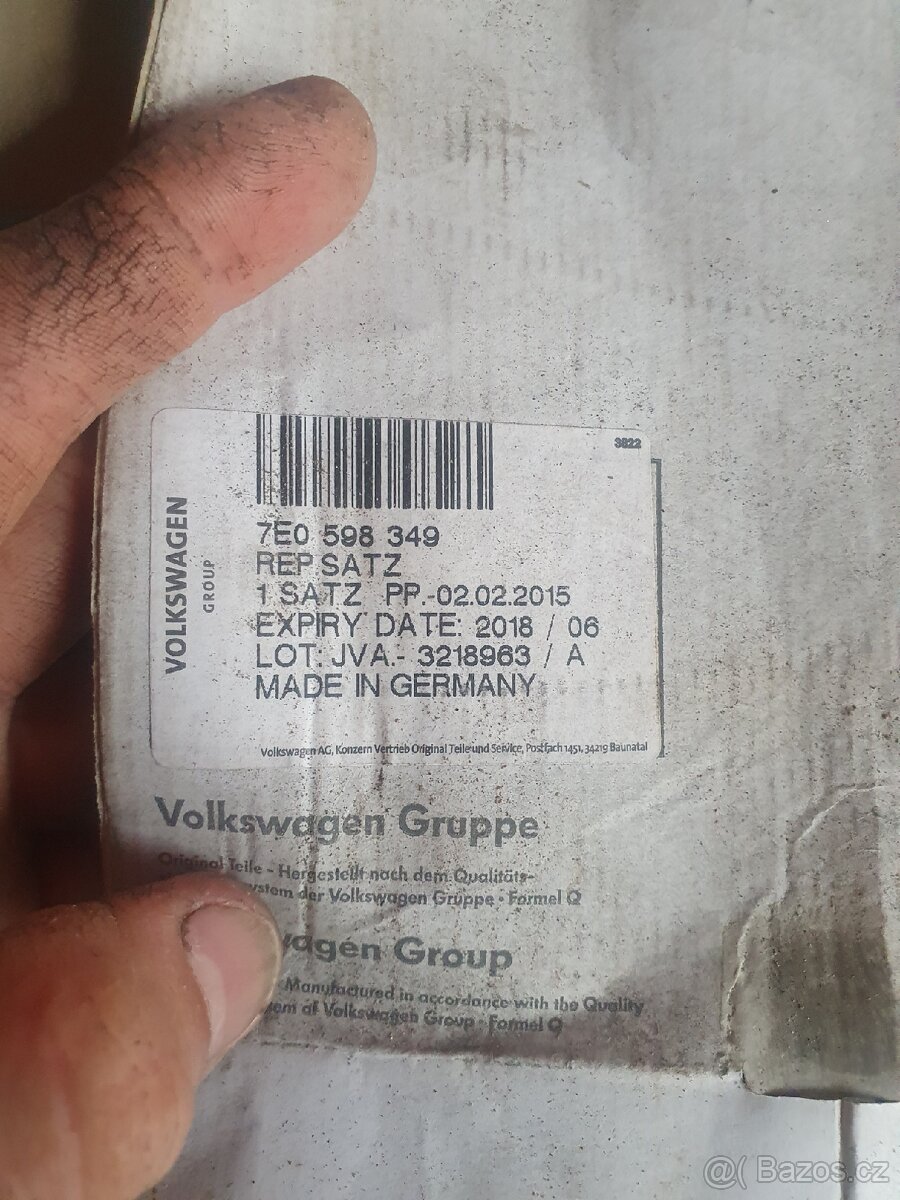 3822
VOLKSWAGEN
GROUP
7E0 598 349
REP SATZ
1 SATZ PP.-02.02.2015
EXPIRY DATE: 2018 / 06
LOT: JVA.- 3218963 / A
MADE IN GERMANY
Volkswagen AG, Konzern Vertrieb Original Teile und Service, Postfach 1451, 34219 Baunatal
Volkswagen Gruppe
Original Teile - Hergestellt nach dem Qualitäts-
ystem der Volkswagen Gruppe · Formel Q
wagen Group
Manufactured in accordance with the Quality
em of Volkswagen Group · Formel Q
@( Bazos.cz